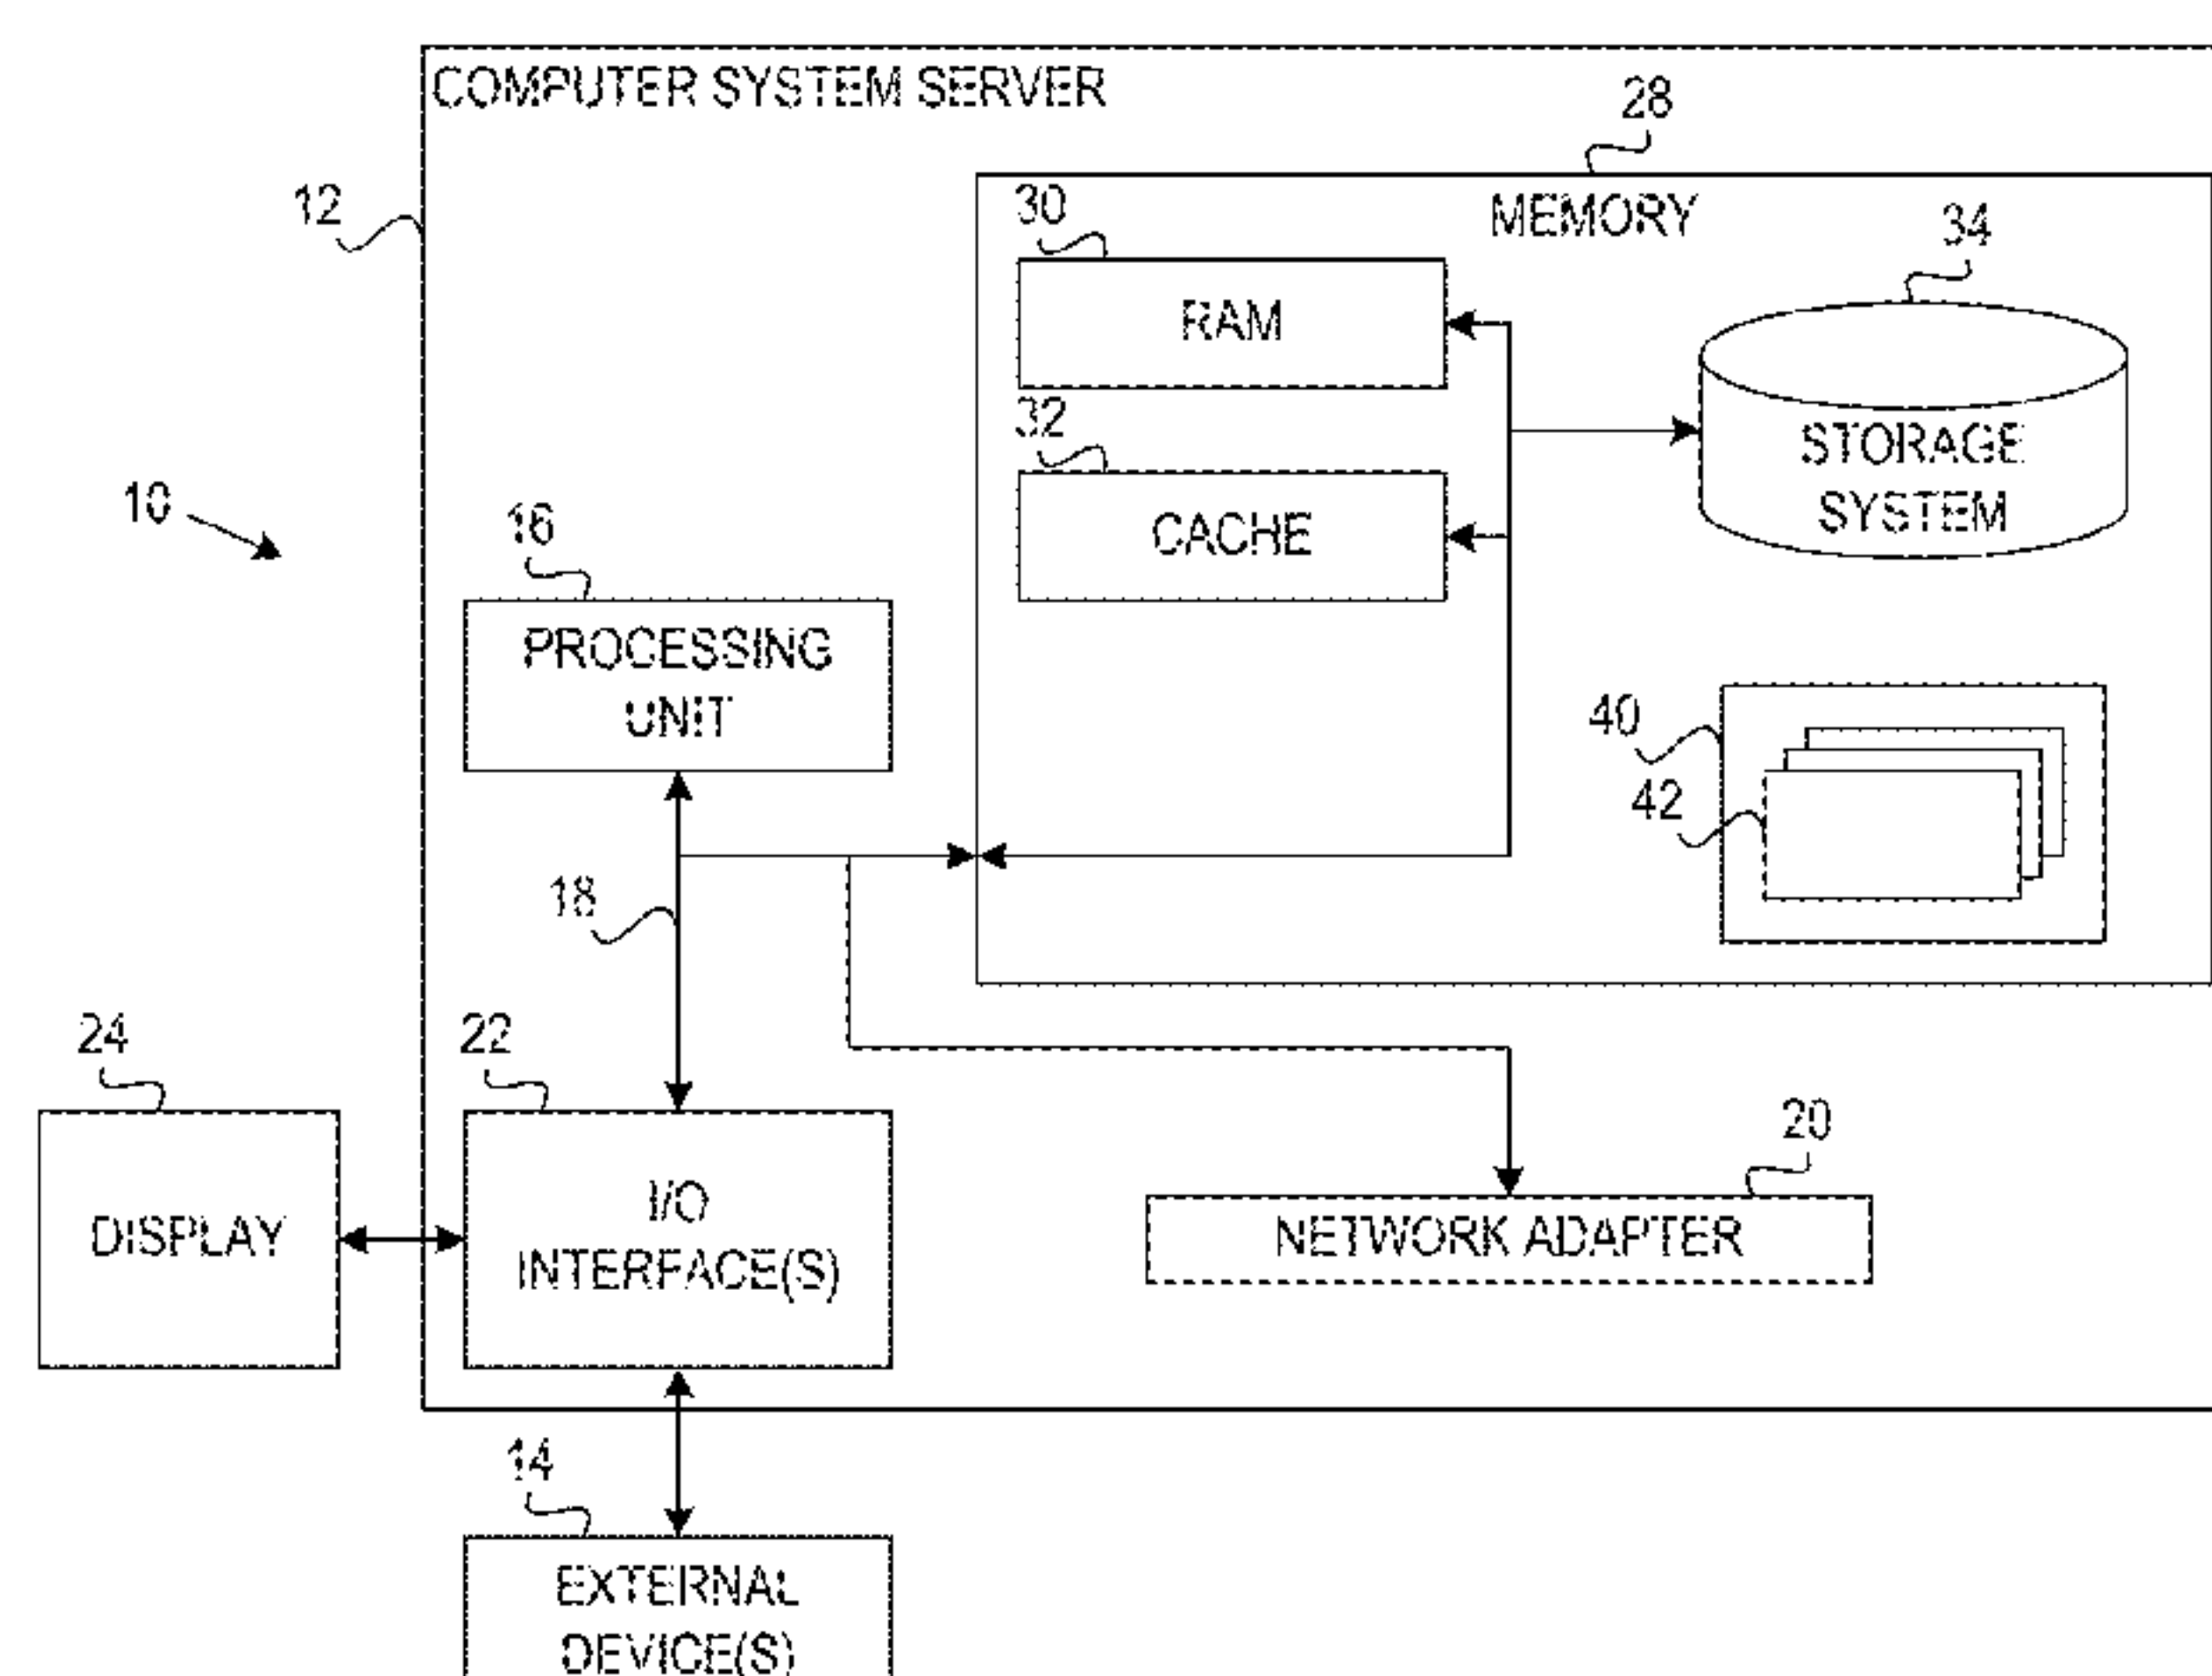 COMPUTER SYSTEM SERVER
28
12
30
MEMORY
34
RAM
32
STORAGE
SYSTEM
10
16
CACHE
PROCESSING
UNIT
40
42
18
24
22
20
DISPLAY
I/O
INTERFACE(S)
NETWORK ADAPTER
14
EXTERNAL
DEVICE(S)